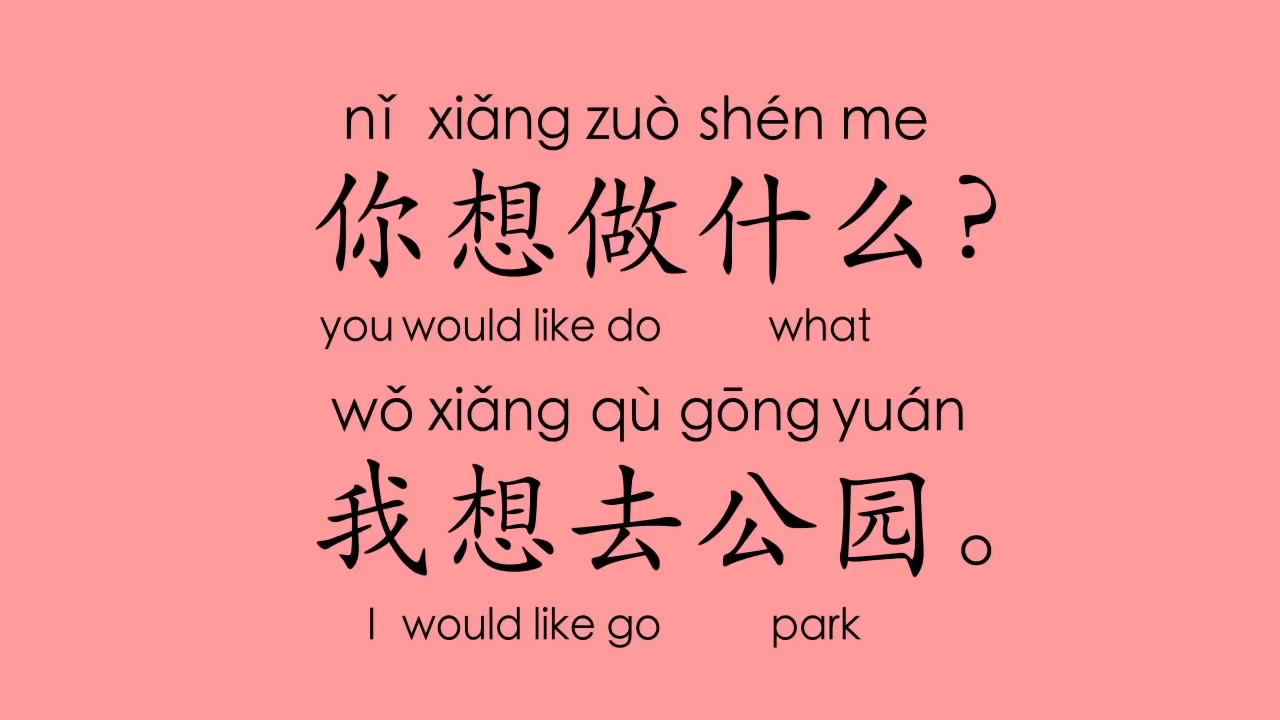 nǐ xiǎng zuò shén me
你想做什么?
you would like do what
wǒ xiǎng qù gōng yuán
我想去公园。
I would like go park